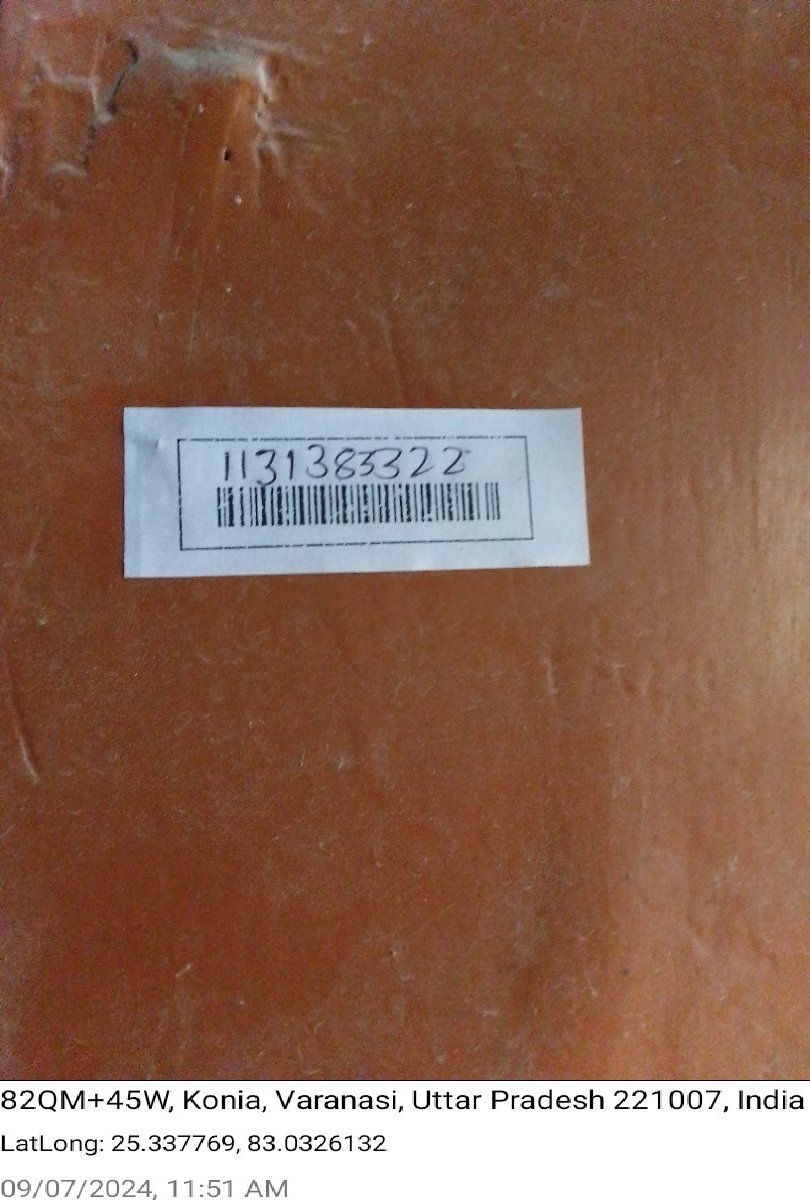 1131383322
82QM+45W, Konia, Varanasi, Uttar Pradesh 221007, India
LatLong: 25.337769, 83.0326132
09/07/2024, 11:51 AM